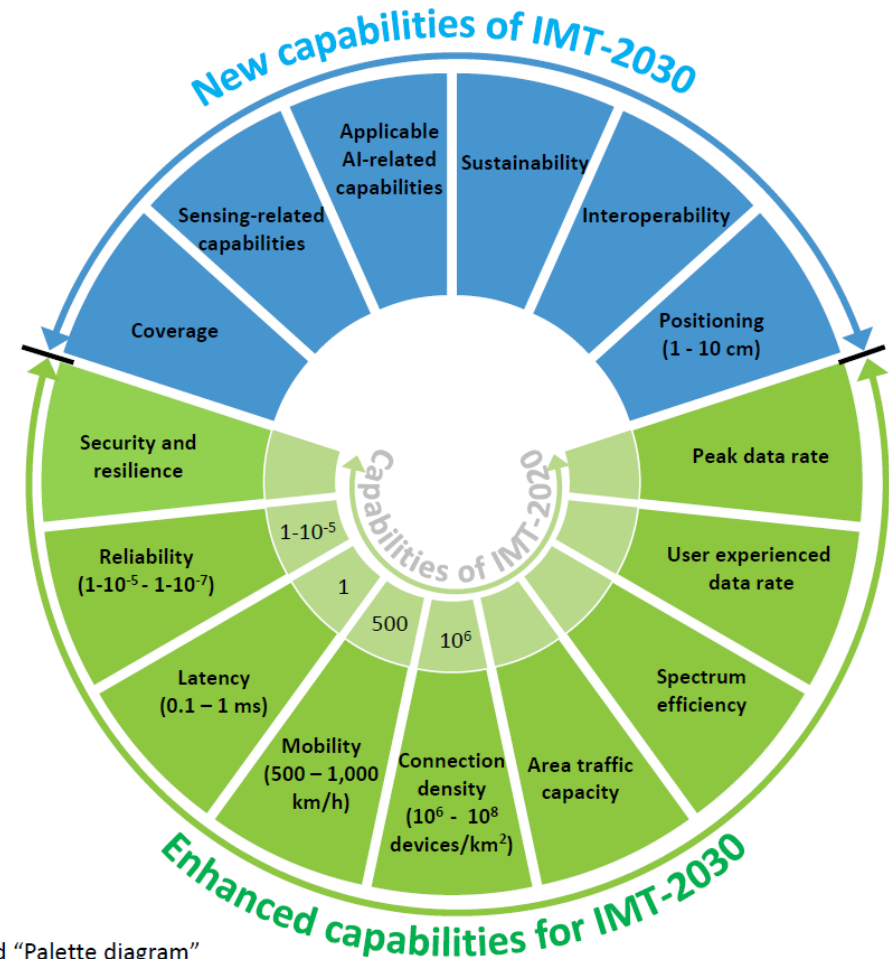 New capabilities of IMT-2030
Applicable
AI-related
capabilities
Sustainability
Sensing-related
capabilities
Interoperability
Coverage
Positioning
(1 - 10 cm)
Security and
resilience
Capabilities of IMT-2020
Peak data rate
Reliability
(1-10⁻⁵ - 1-10⁻⁷)
1-10⁻⁵
User experienced
data rate
Latency
(0.1 – 1 ms)
1
Spectrum
efficiency
Mobility
(500 – 1,000
km/h)
500
Connection
density
(10⁶ - 10⁸
devices/km²)
10⁶
Area traffic
capacity
Enhanced capabilities for IMT-2030
“Palette diagram”